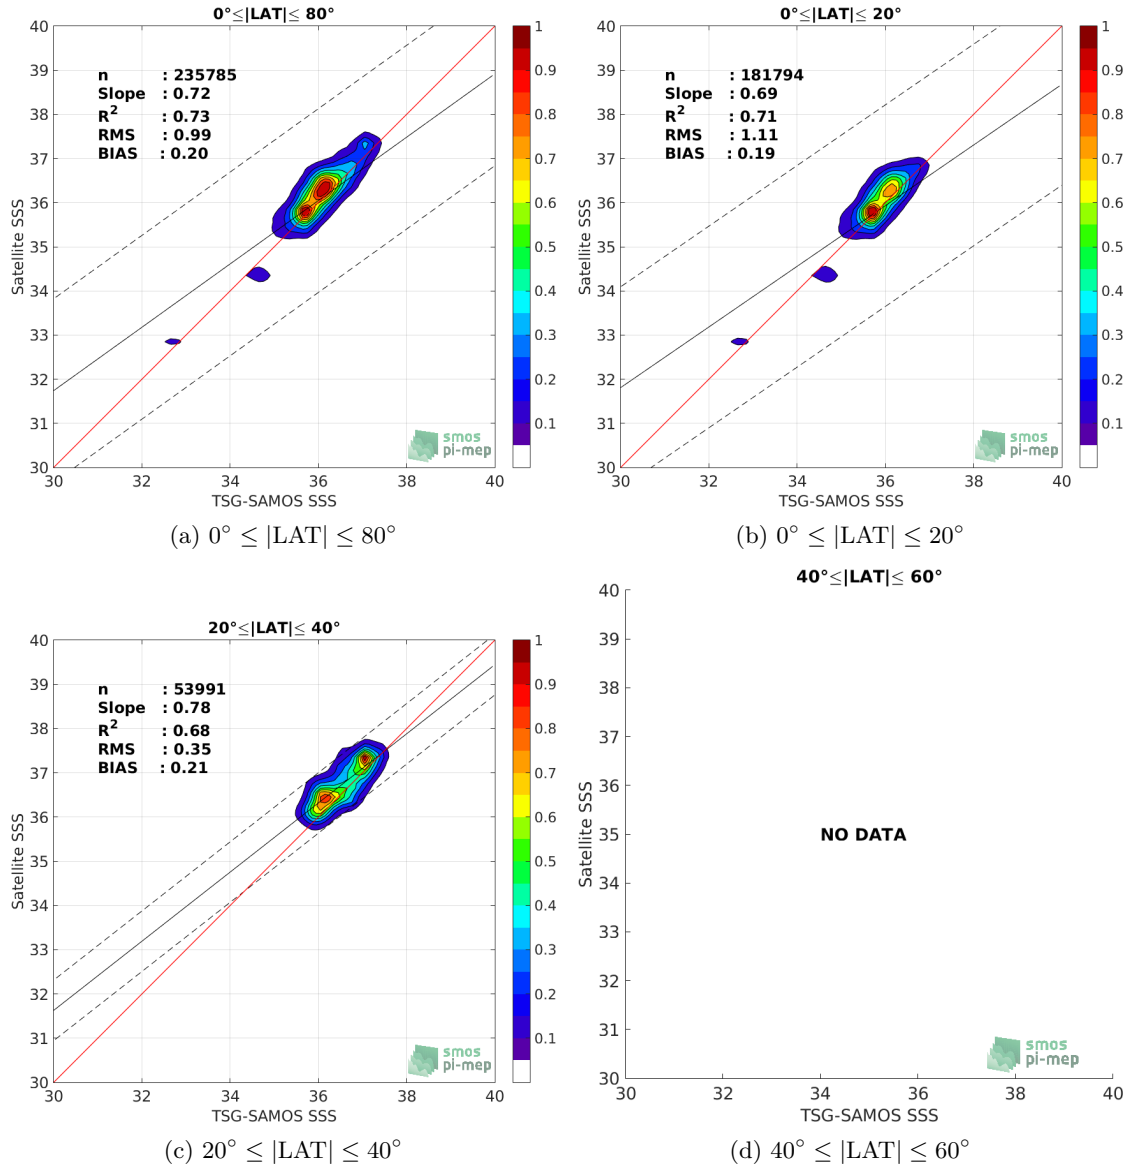 0°≤|LAT|≤ 80°
40
39
38
37
36
35
34
33
32
31
30
Satellite SSS
n : 235785
Slope : 0.72
R² : 0.73
RMS : 0.99
BIAS : 0.20
smos
pi-mep
30 32 34 36 38 40
TSG-SAMOS SSS
1
0.9
0.8
0.7
0.6
0.5
0.4
0.3
0.2
0.1
(a) 0° ≤ |LAT| ≤ 80°
0°≤|LAT|≤ 20°
40
39
38
37
36
35
34
33
32
31
30
Satellite SSS
n : 181794
Slope : 0.69
R² : 0.71
RMS : 1.11
BIAS : 0.19
smos
pi-mep
30 32 34 36 38 40
TSG-SAMOS SSS
1
0.9
0.8
0.7
0.6
0.5
0.4
0.3
0.2
0.1
(b) 0° ≤ |LAT| ≤ 20°
20°≤|LAT|≤ 40°
40
39
38
37
36
35
34
33
32
31
30
Satellite SSS
n : 53991
Slope : 0.78
R² : 0.68
RMS : 0.35
BIAS : 0.21
smos
pi-mep
30 32 34 36 38 40
TSG-SAMOS SSS
1
0.9
0.8
0.7
0.6
0.5
0.4
0.3
0.2
0.1
(c) 20° ≤ |LAT| ≤ 40°
40°≤|LAT|≤ 60°
40
39
38
37
36
35
34
33
32
31
30
Satellite SSS
NO DATA
smos
pi-mep
30 32 34 36 38 40
TSG-SAMOS SSS
(d) 40° ≤ |LAT| ≤ 60°